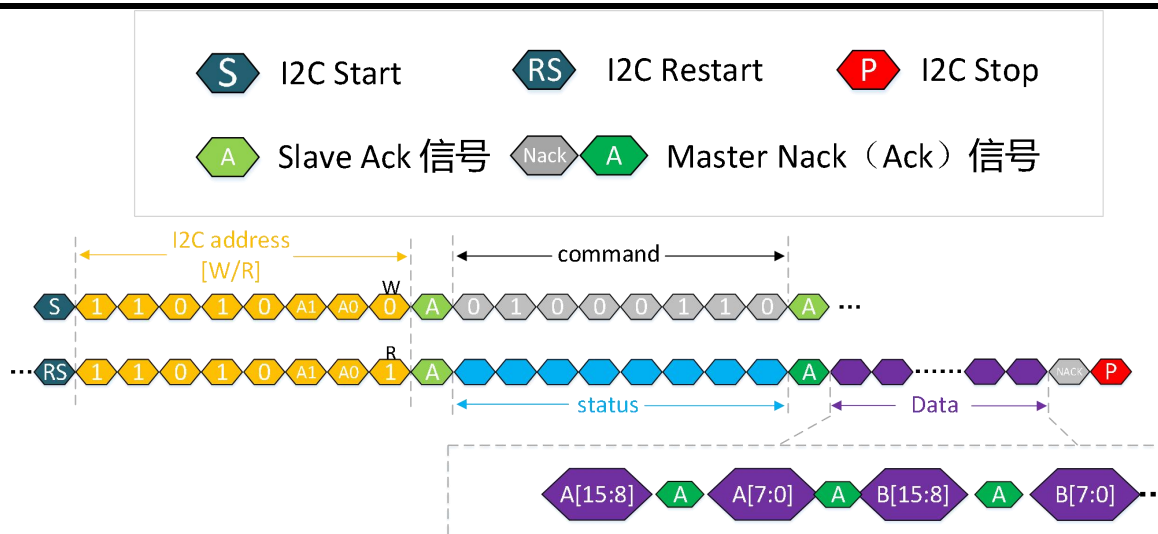 S I2C Start RS I2C Restart P I2C Stop
A Slave Ack 信号 Nack A Master Nack（Ack）信号
I2C address
[W/R]
command
W
S 1 1 0 1 0 A1 A0 0 A 0 1 0 0 0 1 1 0 A ···
R
··· RS 1 1 0 1 0 A1 A0 1 A A ······ NACK P
status Data
A[15:8] A A[7:0] A B[15:8] A B[7:0] ···